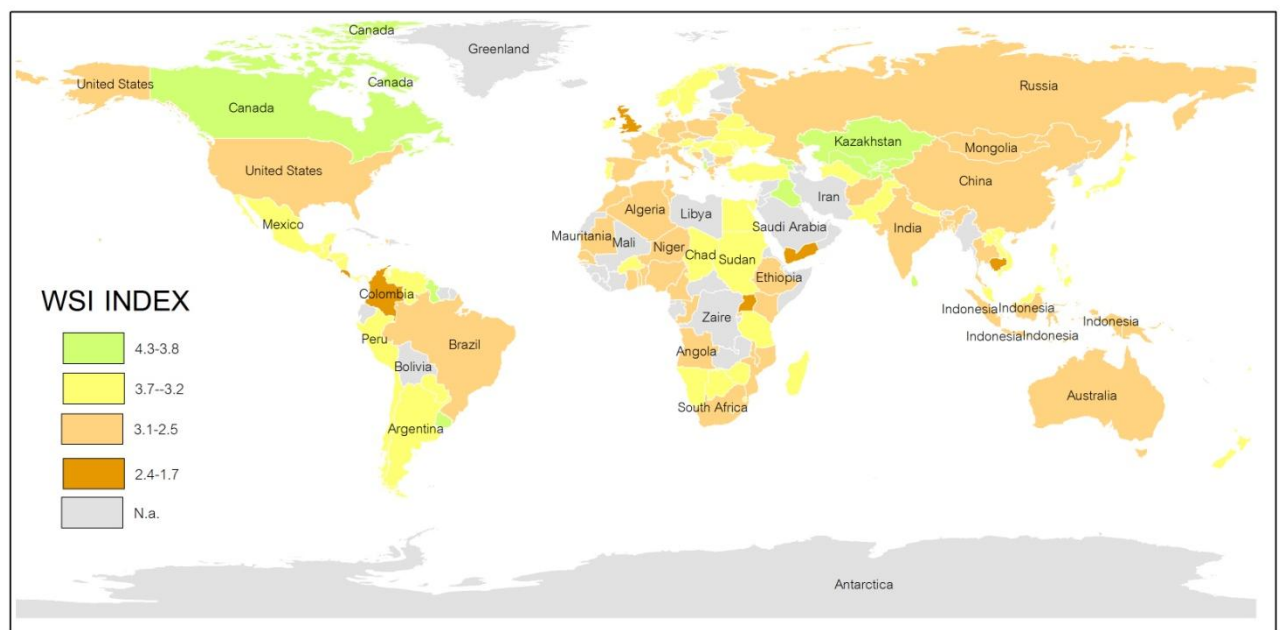 Canada
Greenland
Canada
United States
Canada
Russia
Kazakhstan
Mongolia
United States
China
Iran
Algeria
Libya
Mexico
Saudi Arabia
India
Mauritania
Mali
Niger
Chad
Sudan
Ethiopia
WSI INDEX
Colombia
Indonesia
Indonesia
Zaire
Indonesia
Peru
Brazil
Indonesia
Indonesia
4.3-3.8
Angola
Bolivia
3.7--3.2
Australia
South Africa
Argentina
3.1-2.5
2.4-1.7
N.a.
Antarctica